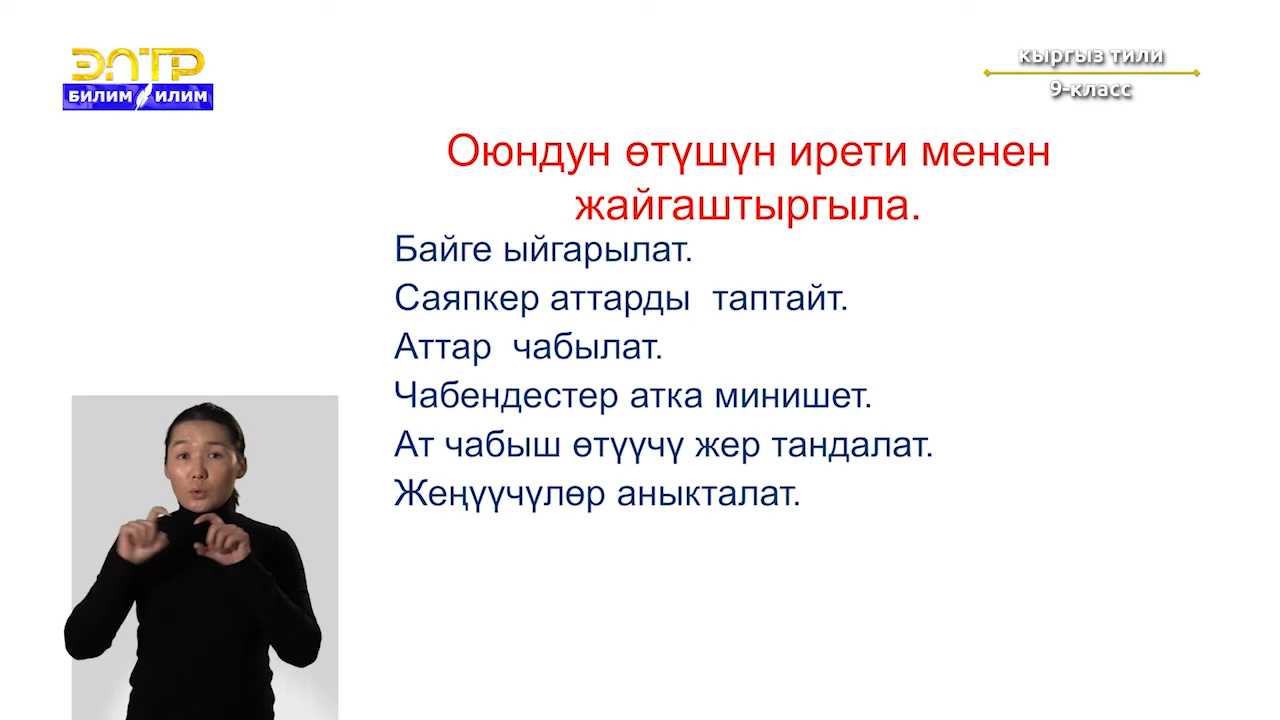 ЭЛТР
БИЛИМ ИЛИМ
кыргыз тили
9-класс
Оюндун өтүшүн ирети менен
жайгаштыргыла.
Байге ыйгарылат.
Саяпкер аттарды таптайт.
Аттар чабылат.
Чабендестер атка минишет.
Ат чабыш өтүүчү жер тандалат.
Жеңүүчүлөр аныкталат.